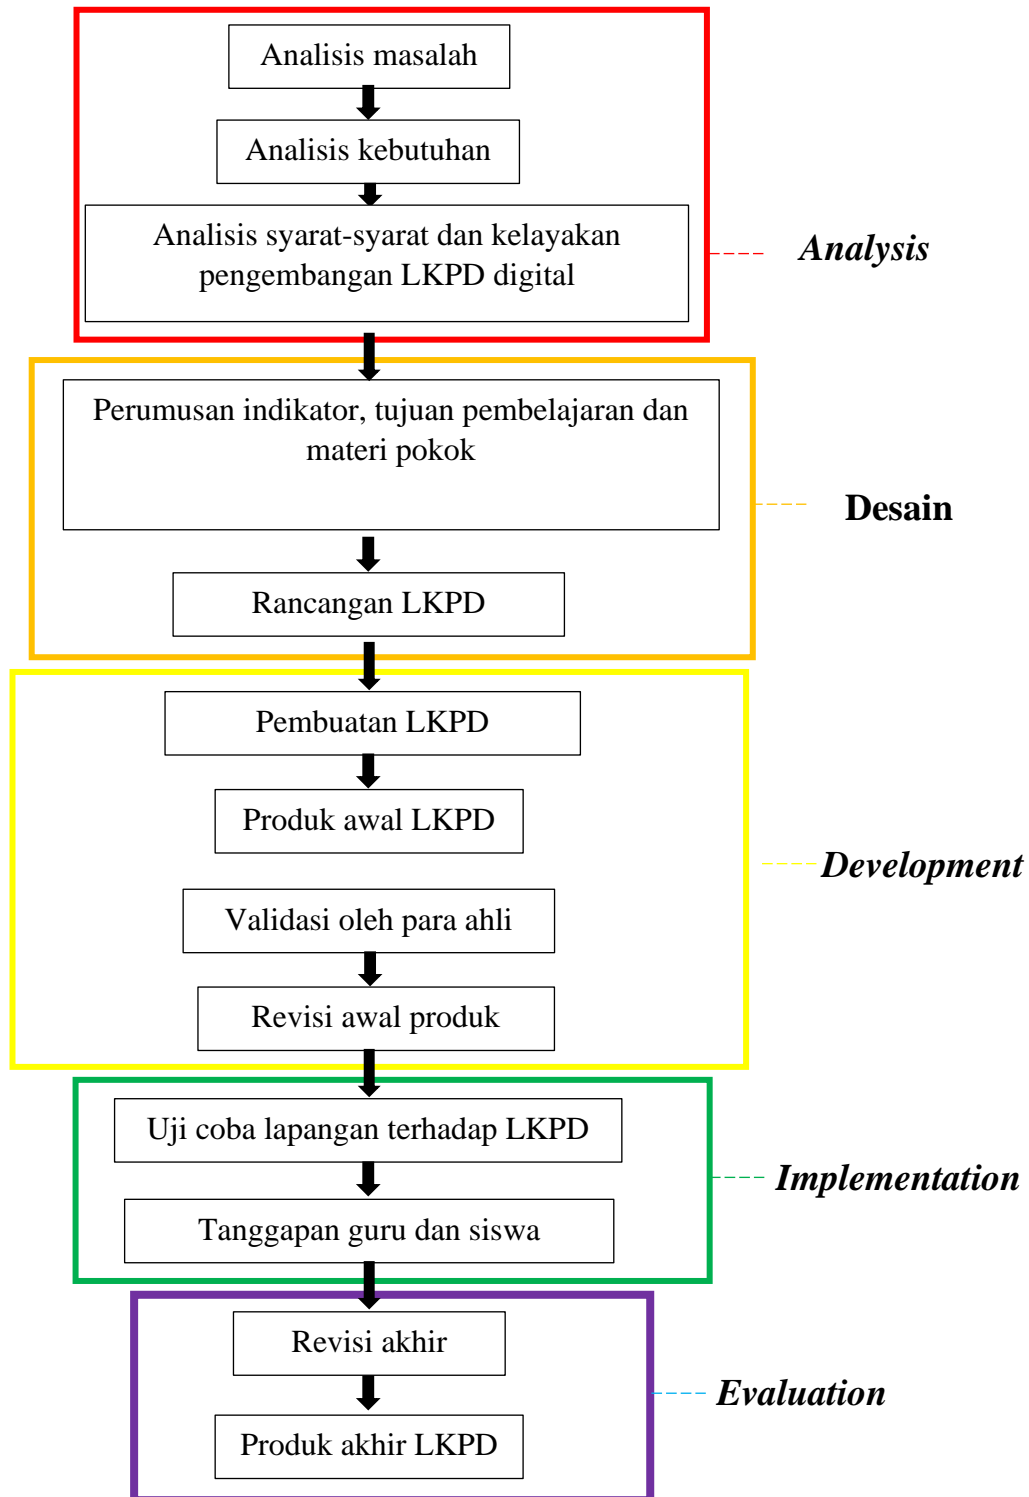 Analisis masalah
Analisis kebutuhan
Analisis syarat-syarat dan kelayakan
pengembangan LKPD digital
Analysis
Perumusan indikator, tujuan pembelajaran dan
materi pokok
Desain
Rancangan LKPD
Pembuatan LKPD
Produk awal LKPD
Development
Validasi oleh para ahli
Revisi awal produk
Uji coba lapangan terhadap LKPD
Implementation
Tanggapan guru dan siswa
Revisi akhir
Evaluation
Produk akhir LKPD